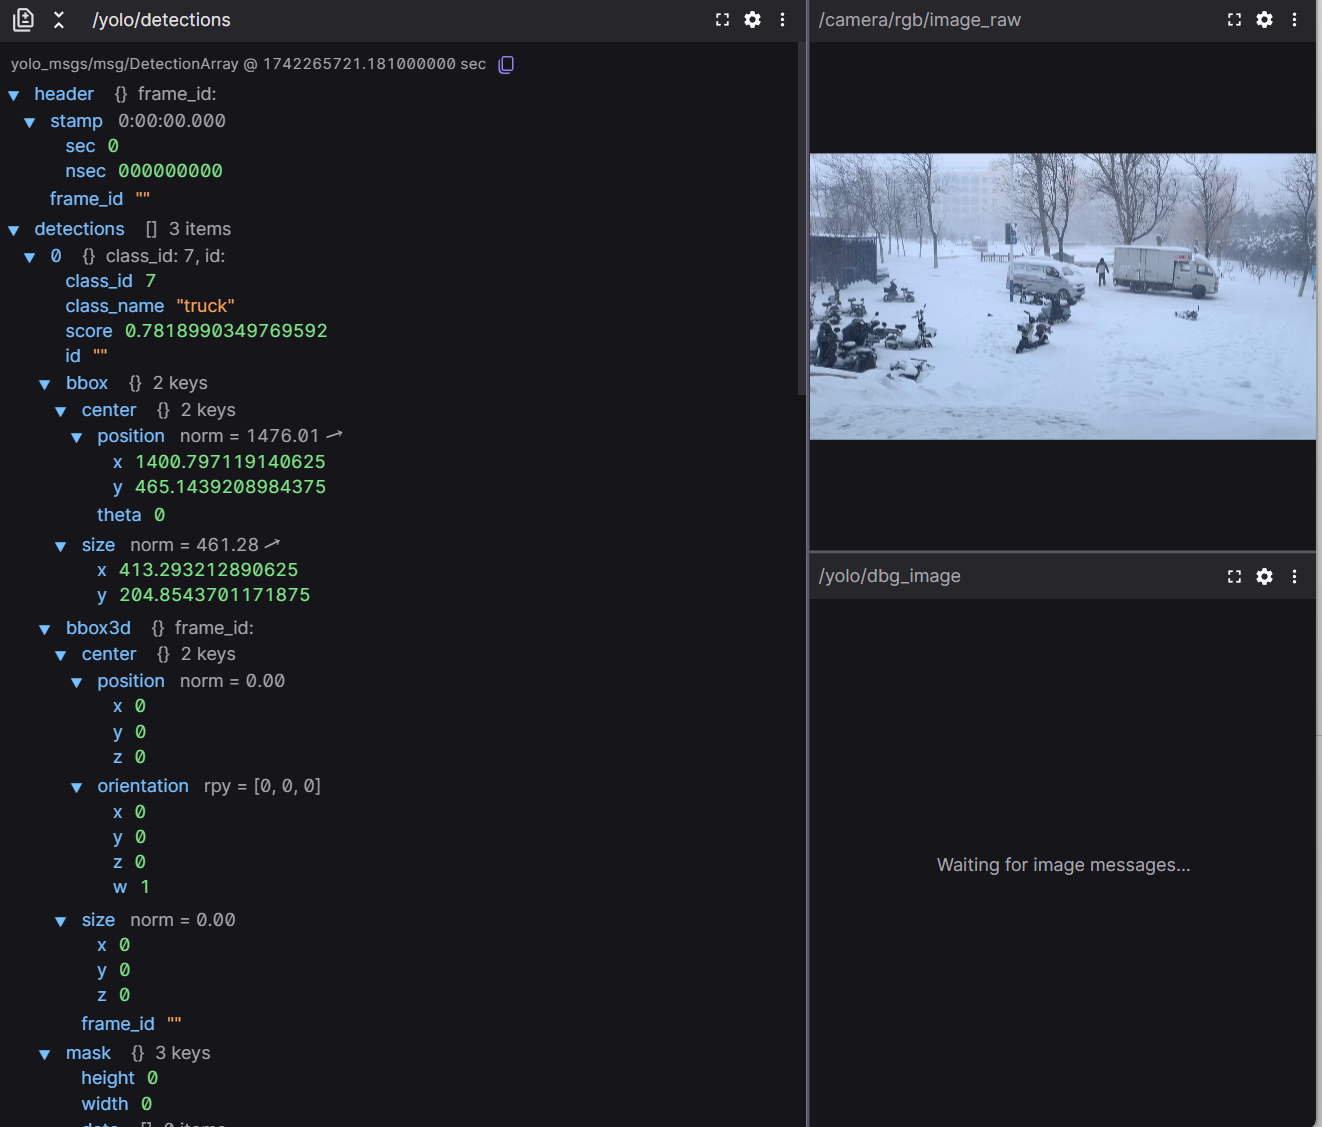 /yolo/detections
yolo_msgs/msg/DetectionArray @ 1742265721.181000000 sec
header {} frame_id:
stamp 0:00:00.000
sec 0
nsec 000000000
frame_id ""
detections [] 3 items
0 {} class_id: 7, id:
class_id 7
class_name "truck"
score 0.7818990349769592
id ""
bbox {} 2 keys
center {} 2 keys
position norm = 1476.01
x 1400.797119140625
y 465.1439208984375
theta 0
size norm = 461.28
x 413.293212890625
y 204.8543701171875
bbox3d {} frame_id:
center {} 2 keys
position norm = 0.00
x 0
y 0
z 0
orientation rpy = [0, 0, 0]
x 0
y 0
z 0
w 1
size norm = 0.00
x 0
y 0
z 0
frame_id ""
mask {} 3 keys
height 0
width 0
data [] 0 items
/camera/rgb/image_raw
/yolo/dbg_image
Waiting for image messages...